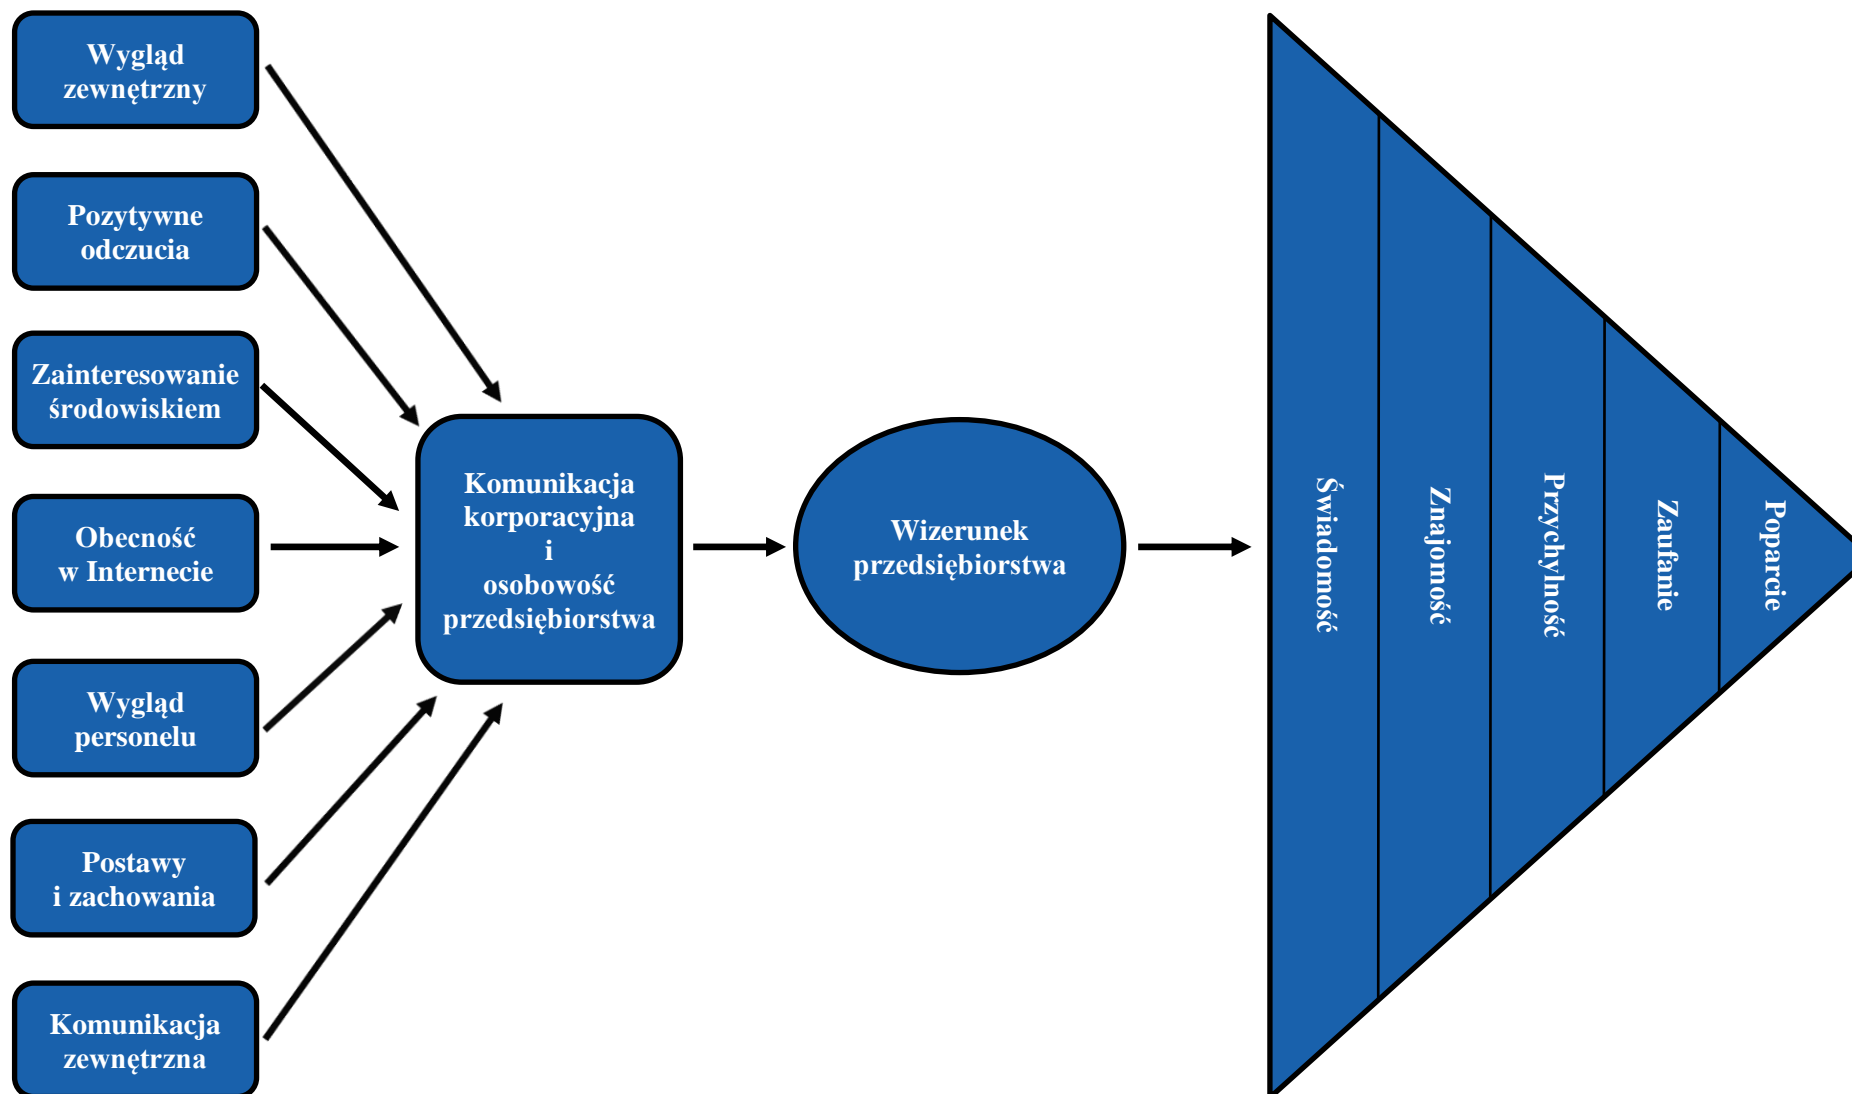 Wygląd
zewnętrzny
Pozytywne
odczucia
Zainteresowanie
środowiskiem
Obecność
w Internecie
Wygląd
personelu
Postawy
i zachowania
Komunikacja
zewnętrzna
Komunikacja
korporacyjna
i
osobowość
przedsiębiorstwa
Wizerunek
przedsiębiorstwa
Świadomość
Znajomość
Przychylność
Zaufanie
Poparcie